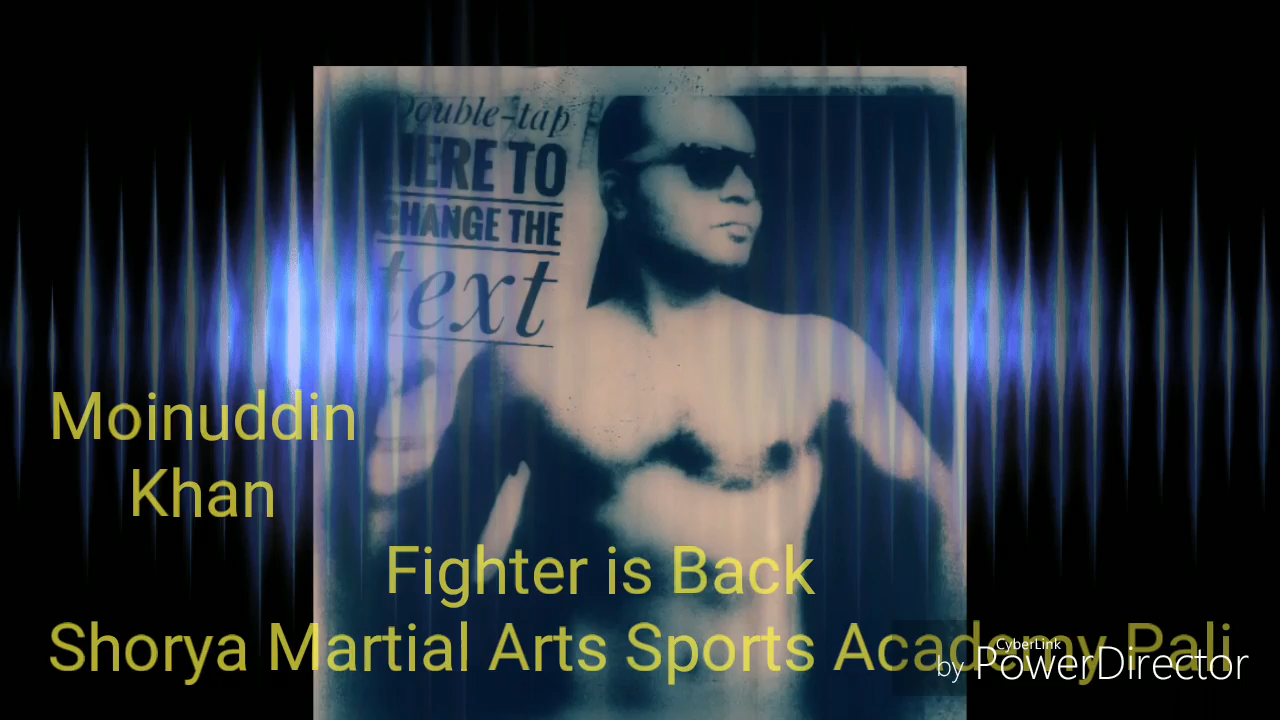 Double-tap
HERE TO
CHANGE THE
text
Moinuddin
Khan
Fighter is Back
Shorya Martial Arts Sports Academy Pali
CyberLink
by PowerDirector